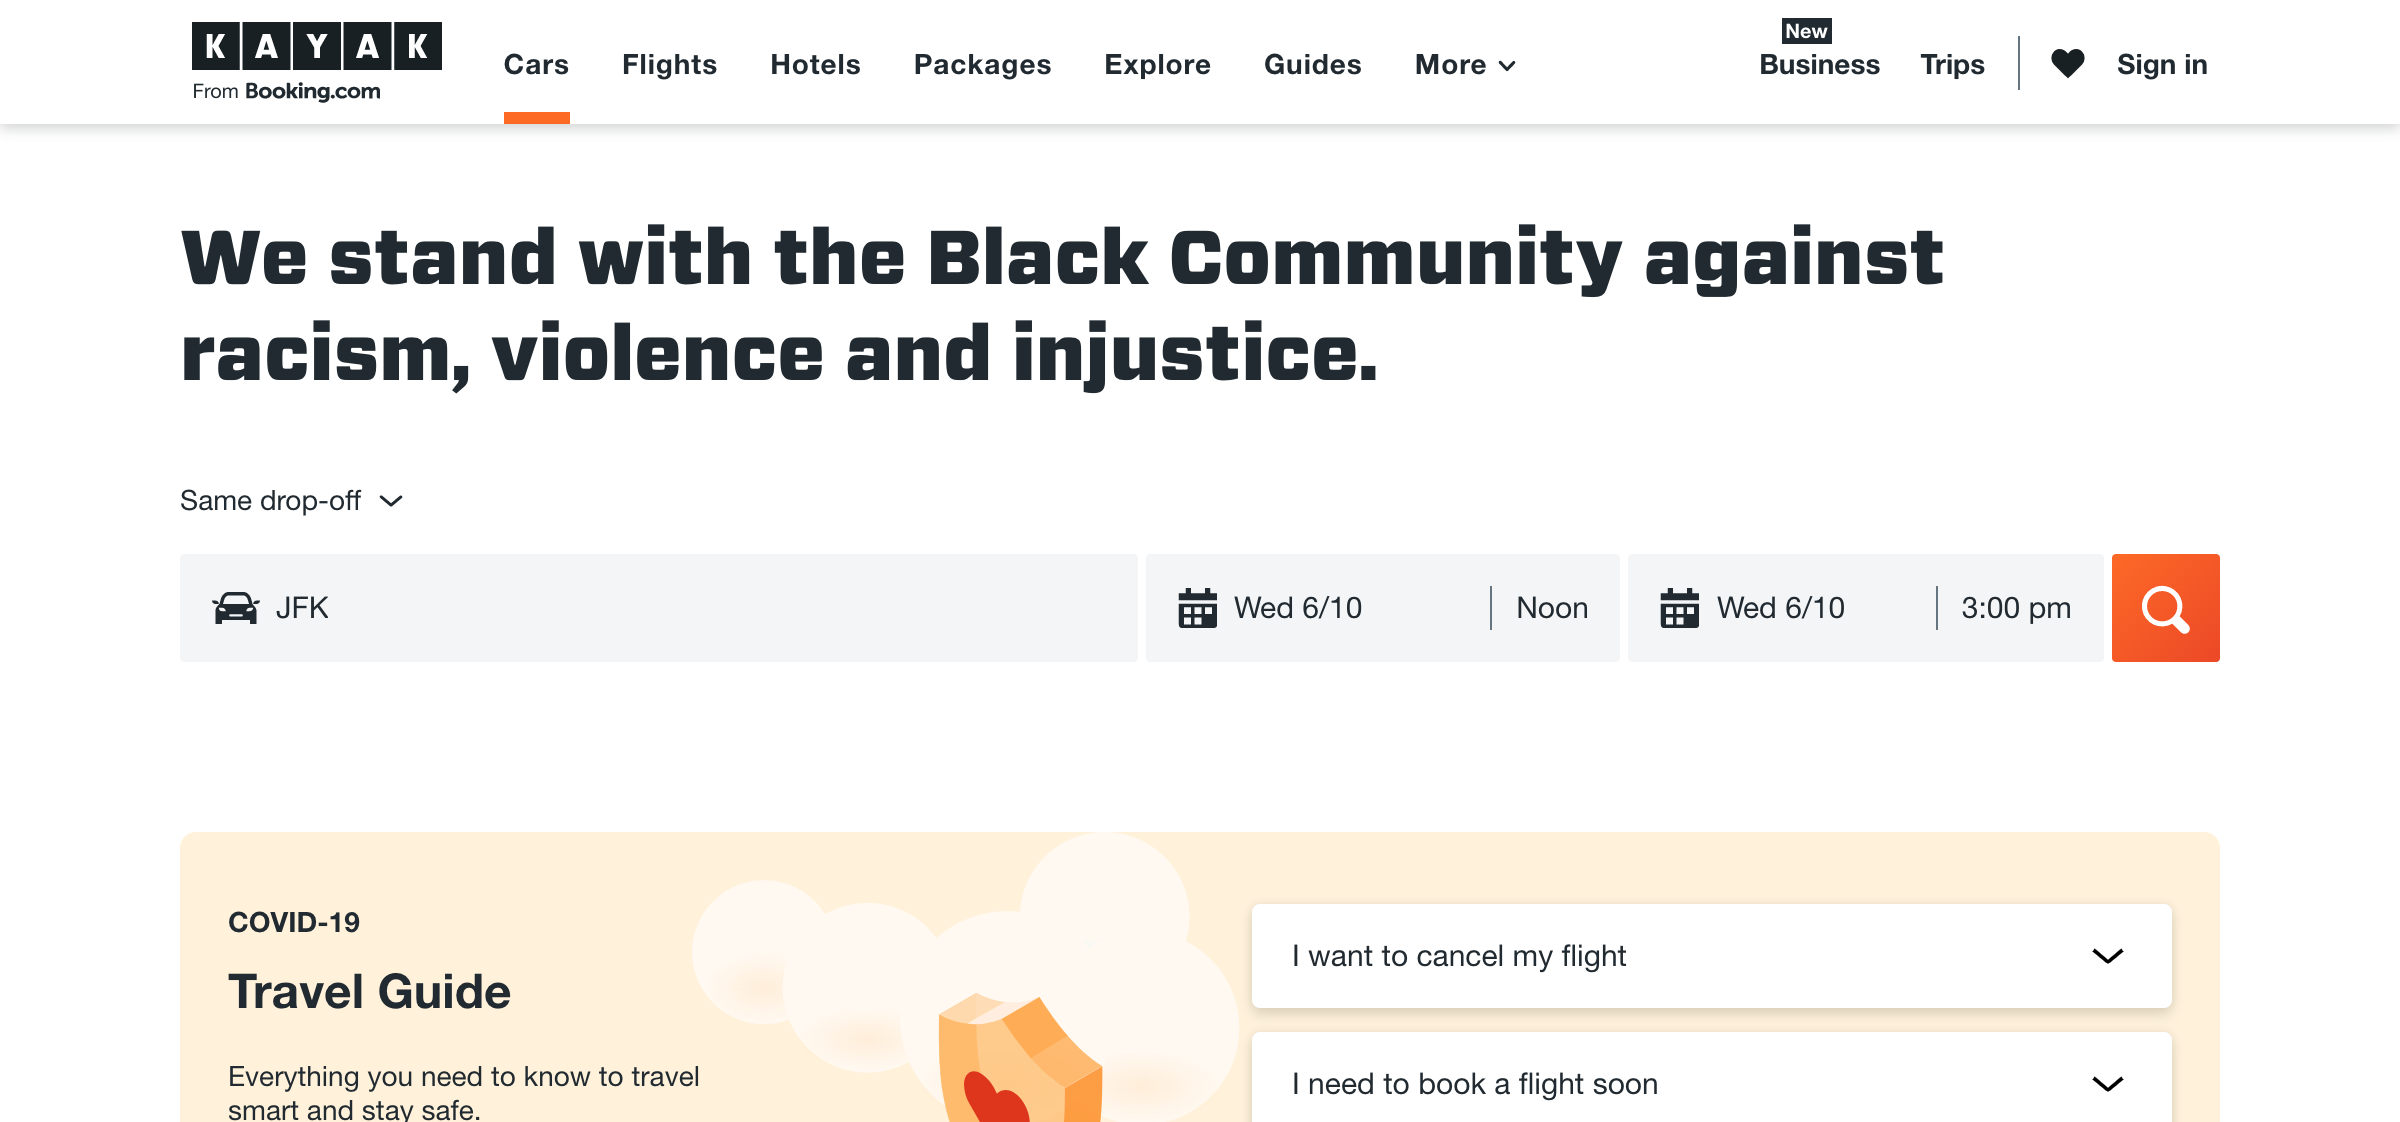 KAYAK
From Booking.com
Cars
Flights
Hotels
Packages
Explore
Guides
More
New
Business
Trips
Sign in
We stand with the Black Community against
racism, violence and injustice.
Same drop-off
JFK
Wed 6/10
Noon
Wed 6/10
3:00 pm
COVID-19
Travel Guide
Everything you need to know to travel
smart and stay safe.
I want to cancel my flight
I need to book a flight soon